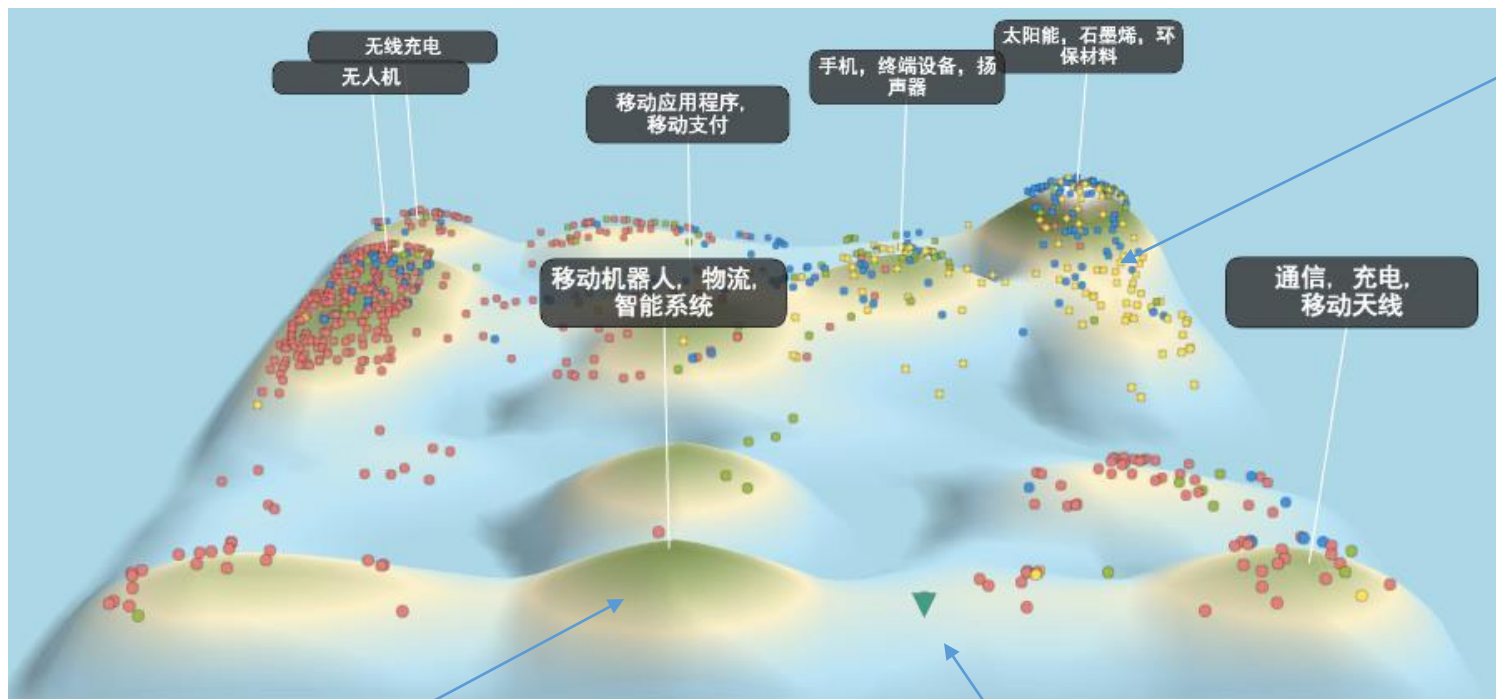 无线充电
无人机
移动应用程序,
移动支付
手机, 终端设备, 扬
声器
太阳能, 石墨烯, 环
保材料
移动机器人, 物流,
智能系统
通信, 充电,
移动天线